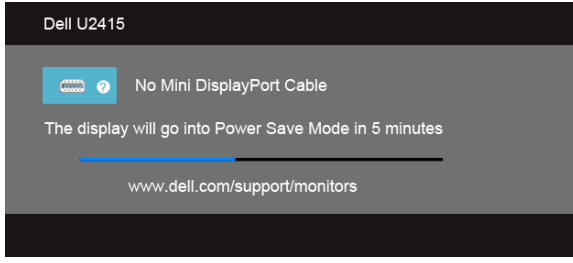 Dell U2415
? No Mini DisplayPort Cable
The display will go into Power Save Mode in 5 minutes
www.dell.com/support/monitors